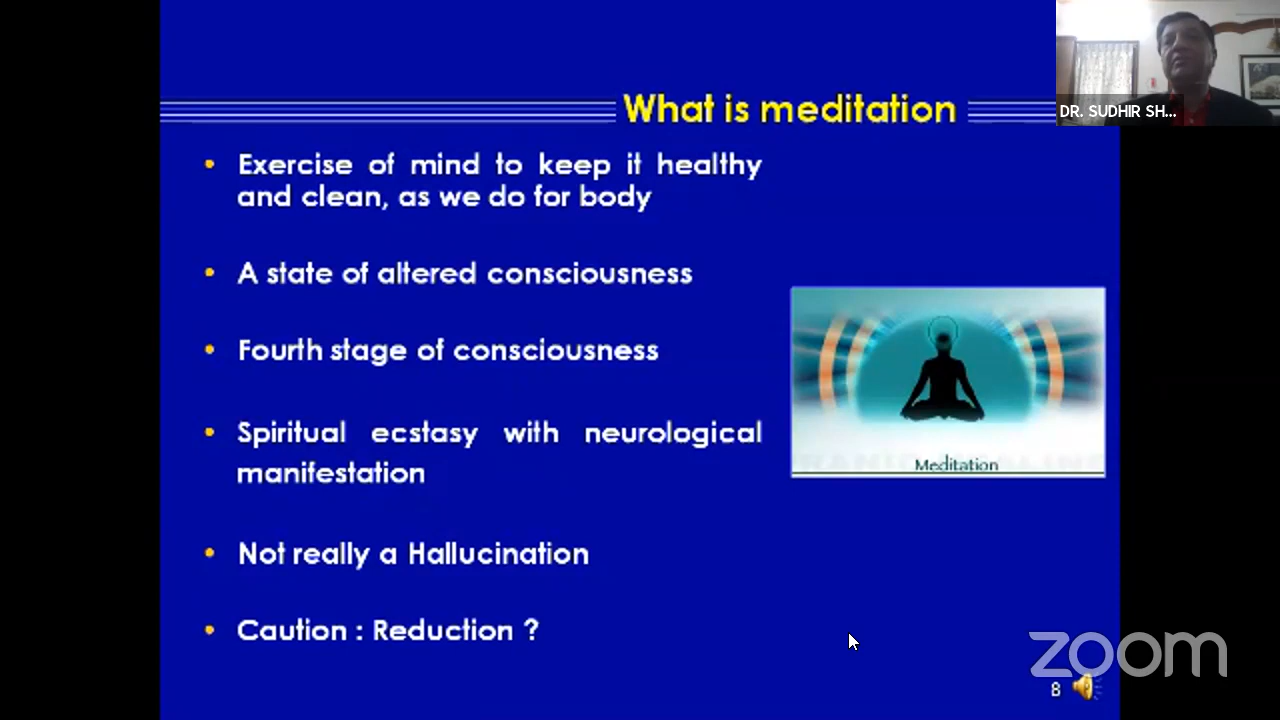 What is meditation
DR. SUDHIR SH...
• Exercise of mind to keep it healthy
and clean, as we do for body
• A state of altered consciousness
• Fourth stage of consciousness
• Spiritual ecstasy with neurological
manifestation
• Not really a Hallucination
• Caution : Reduction ?
Meditation
zoom
8